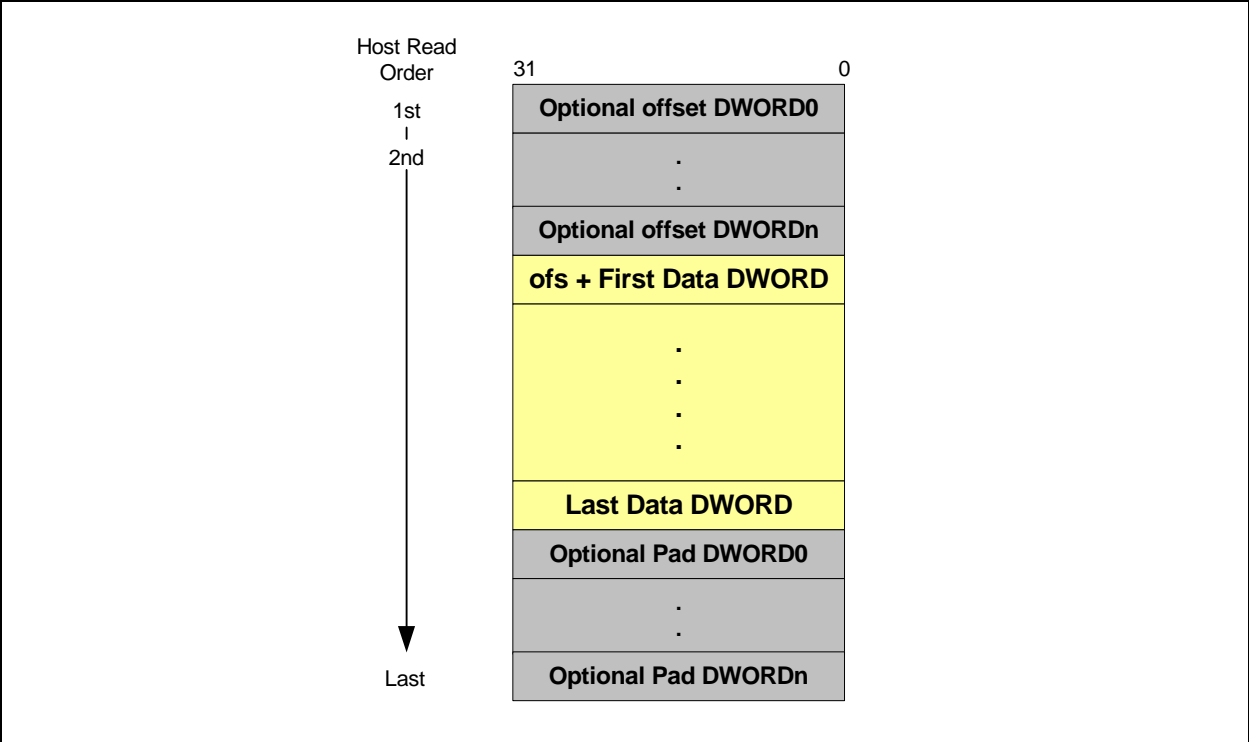 Host Read
Order
31 0
1st
Optional offset DWORD0
2nd
.
.
Optional offset DWORDn
ofs + First Data DWORD
.
.
.
.
Last Data DWORD
Optional Pad DWORD0
.
.
Last
Optional Pad DWORDn